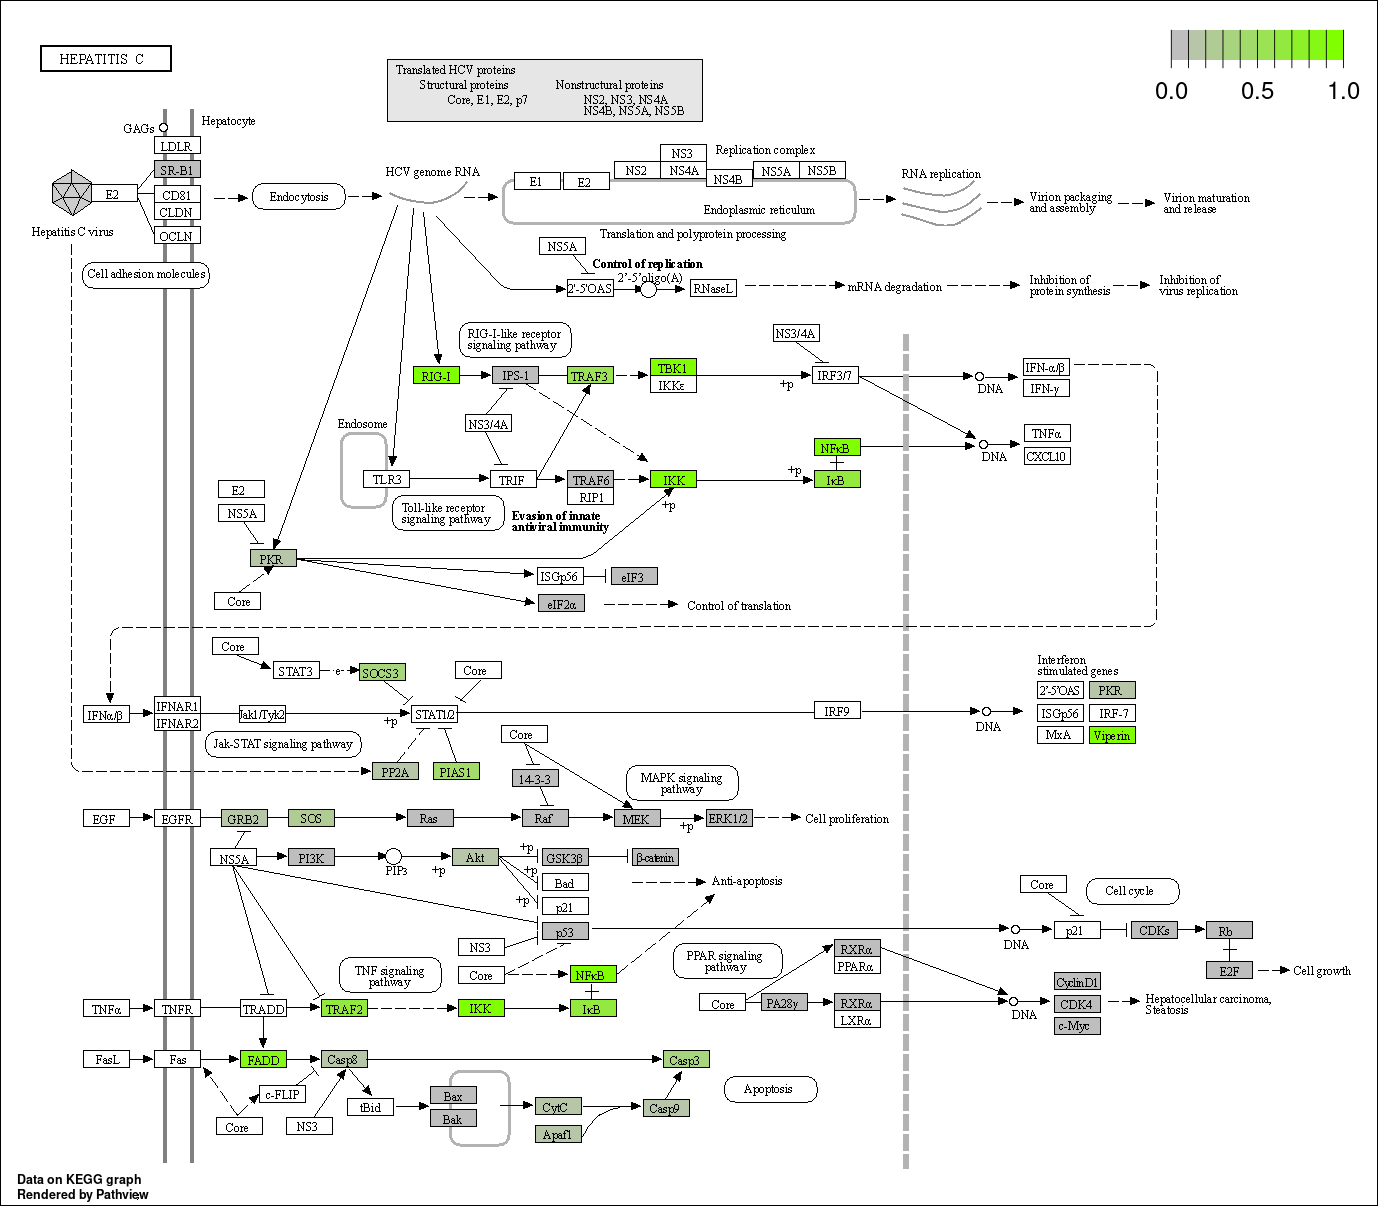 HEPATITIS C
0.0 0.5 1.0
Translated HCV proteins
Structural proteins Nonstructural proteins
Core, E1, E2, p7 NS2, NS3, NS4A
NS4B, NS5A, NS5B
GAGs
Hepatocyte
LDLR
SR-B1
E2
CD81
CLDN
OCLN
Hepatitis C virus
Cell adhesion molecules
Endocytosis
HCV genome RNA
E1
E2
NS2
NS3
NS4A
NS4B
NS5A
NS5B
Replication complex
Endoplasmic reticulum
Translation and polyprotein processing
RNA replication
Virion packaging
and assembly
Virion maturation
and release
NS5A
Control of replication
2'-5'oligo(A)
2'-5'OAS
RNaseL
mRNA degradation
Inhibition of
protein synthesis
Inhibition of
virus replication
RIG-I-like receptor
signaling pathway
NS3/4A
RIG-I
IPS-1
TRAF3
TBK1
IKKε
+p
IRF3/7
DNA
IFN-α/β
IFN-γ
NS3/4A
Endosome
TLR3
TRIF
TRAF6
RIP1
IKK
+p
+p
NFκB
IκB
DNA
TNFα
CXCL10
Toll-like receptor
signaling pathway
Evasion of innate
antiviral immunity
E2
NS5A
PKR
Core
ISGp56
eIF3
eIF2α
Control of translation
Core
STAT3
e
SOCS3
Core
IFNα/β
IFNAR1
IFNAR2
Jak1/Tyk2
+p
STAT1/2
IRF9
DNA
Interferon
stimulated genes
2'-5'OAS PKR
ISGp56 IRF-7
MxA Viperin
Jak-STAT signaling pathway
PP2A
PIAS1
Core
14-3-3
MAPK signaling
pathway
EGF
EGFR
GRB2
SOS
Ras
Raf
MEK
+p
ERK1/2
Cell proliferation
NS5A
PI3K
PIP3
+p
Akt
+p
+p
+p
GSK3β
β-catenin
Bad
p21
p53
Anti-apoptosis
NS3
Core
NFκB
TNF signaling
pathway
PPAR signaling
pathway
RXRα
PPARα
Core
Cell cycle
DNA
p21
CDKs
Rb
E2F
Cell growth
TNFα
TNFR
TRADD
TRAF2
IKK
IκB
Core
PA28γ
RXRα
LXRα
DNA
CyclinD1
CDK4
c-Myc
Hepatocellular carcinoma,
Steatosis
FasL
Fas
FADD
Casp8
Casp3
c-FLIP
Core
NS3
tBid
Bax
Bak
CytC
Apaf1
Casp9
Apoptosis
Data on KEGG graph
Rendered by Pathview